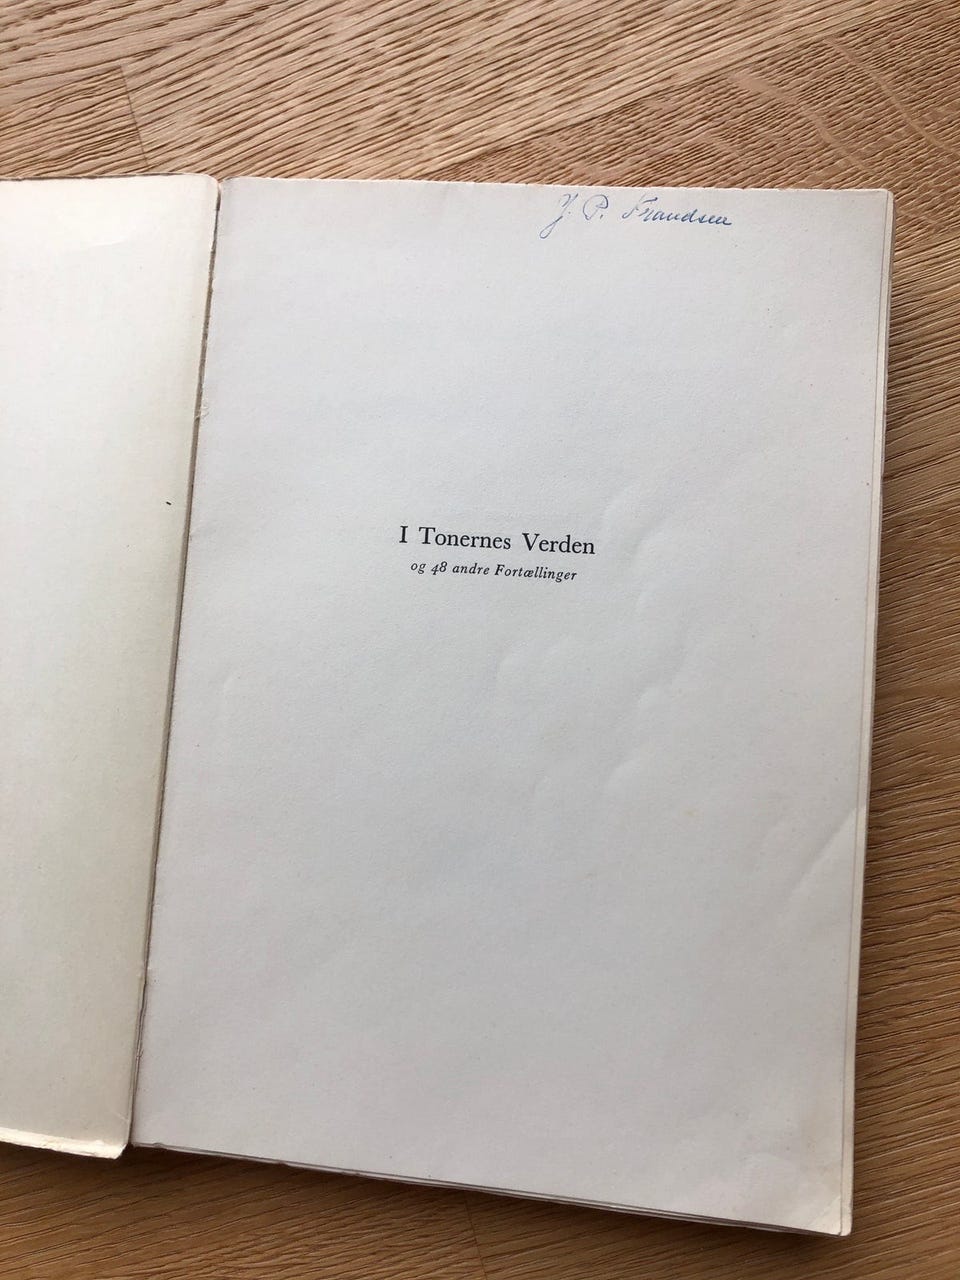 J. P. Frandsen
I Tonernes Verden
og 48 andre Fortællinger